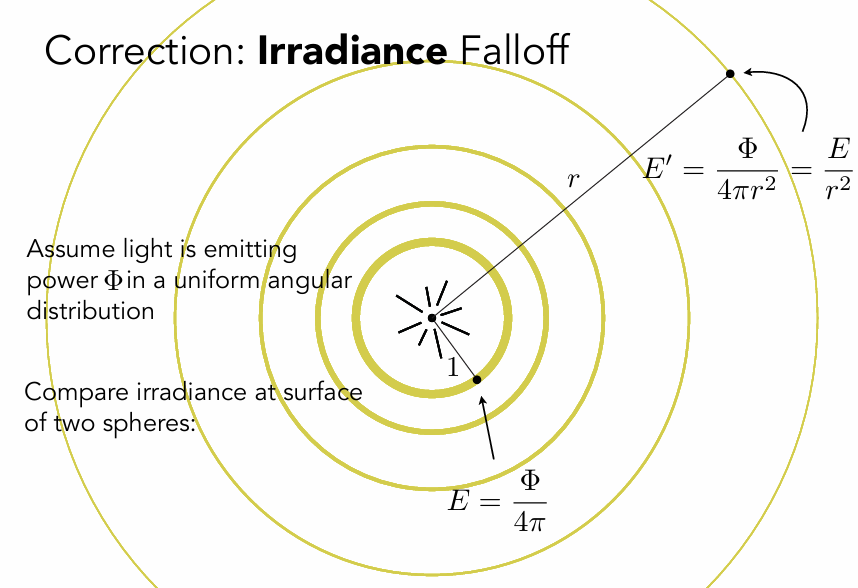 Correction: Irradiance Falloff
r
E′ = Φ/4πr² = E/r²
Assume light is emitting
power Φ in a uniform angular
distribution
1
Compare irradiance at surface
of two spheres:
E = Φ/4π